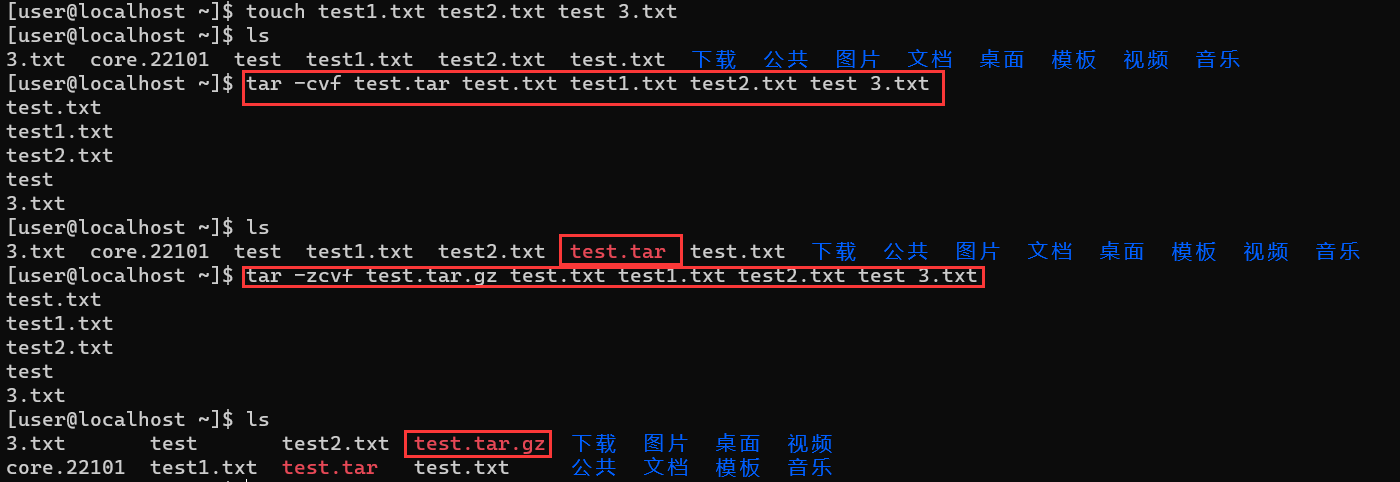 [user@localhost ~]$ touch test1.txt test2.txt test 3.txt
[user@localhost ~]$ ls
3.txt  core.22101  test  test1.txt  test2.txt  test.txt  下载  公共  图片  文档  桌面  模板  视频  音乐
[user@localhost ~]$ tar -cvf test.tar test.txt test1.txt test2.txt test 3.txt
test.txt
test1.txt
test2.txt
test
3.txt
[user@localhost ~]$ ls
3.txt  core.22101  test  test1.txt  test2.txt  test.tar  test.txt  下载  公共  图片  文档  桌面  模板  视频  音乐
[user@localhost ~]$ tar -zcvf test.tar.gz test.txt test1.txt test2.txt test 3.txt
test.txt
test1.txt
test2.txt
test
3.txt
[user@localhost ~]$ ls
3.txt       test       test2.txt  test.tar.gz  下载  图片  桌面  视频
core.22101  test1.txt  test.tar   test.txt     公共  文档  模板  音乐